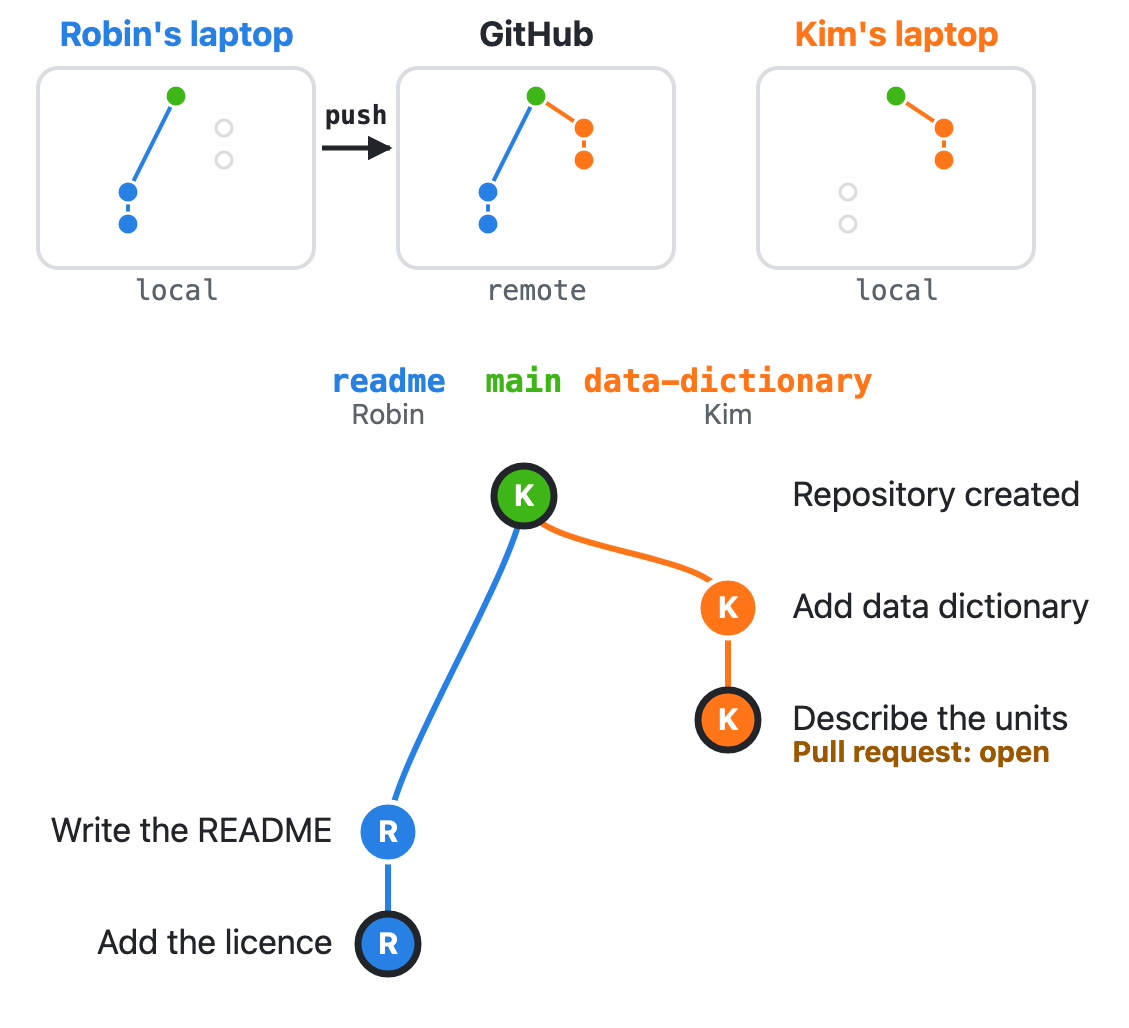 Robin's laptop
GitHub
Kim's laptop
push
local
remote
local
readme
main
data-dictionary
Robin
Kim
K
Repository created
K
Add data dictionary
K
Describe the units
Pull request: open
Write the README
R
Add the licence
R